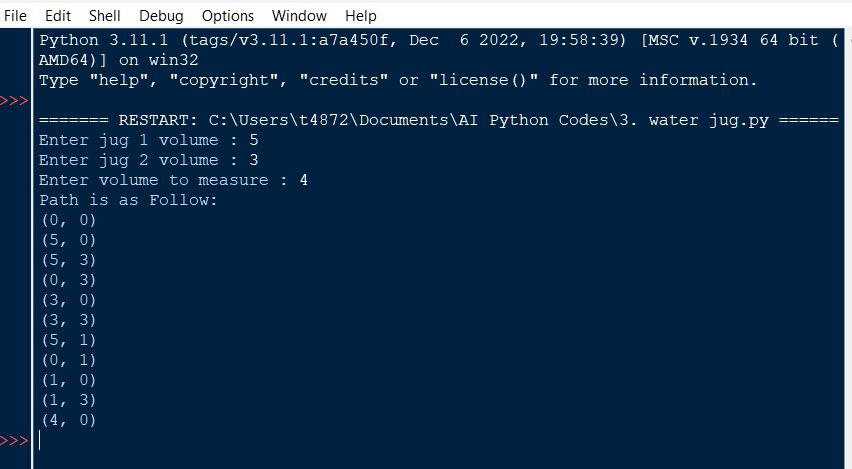 File Edit Shell Debug Options Window Help
Python 3.11.1 (tags/v3.11.1:a7a450f, Dec  6 2022, 19:58:39) [MSC v.1934 64 bit (
AMD64)] on win32
Type "help", "copyright", "credits" or "license()" for more information.
>>>
======= RESTART: C:\Users\t4872\Documents\AI Python Codes\3. water jug.py ======
Enter jug 1 volume : 5
Enter jug 2 volume : 3
Enter volume to measure : 4
Path is as Follow:
(0, 0)
(5, 0)
(5, 3)
(0, 3)
(3, 0)
(3, 3)
(5, 1)
(0, 1)
(1, 0)
(1, 3)
(4, 0)
>>>